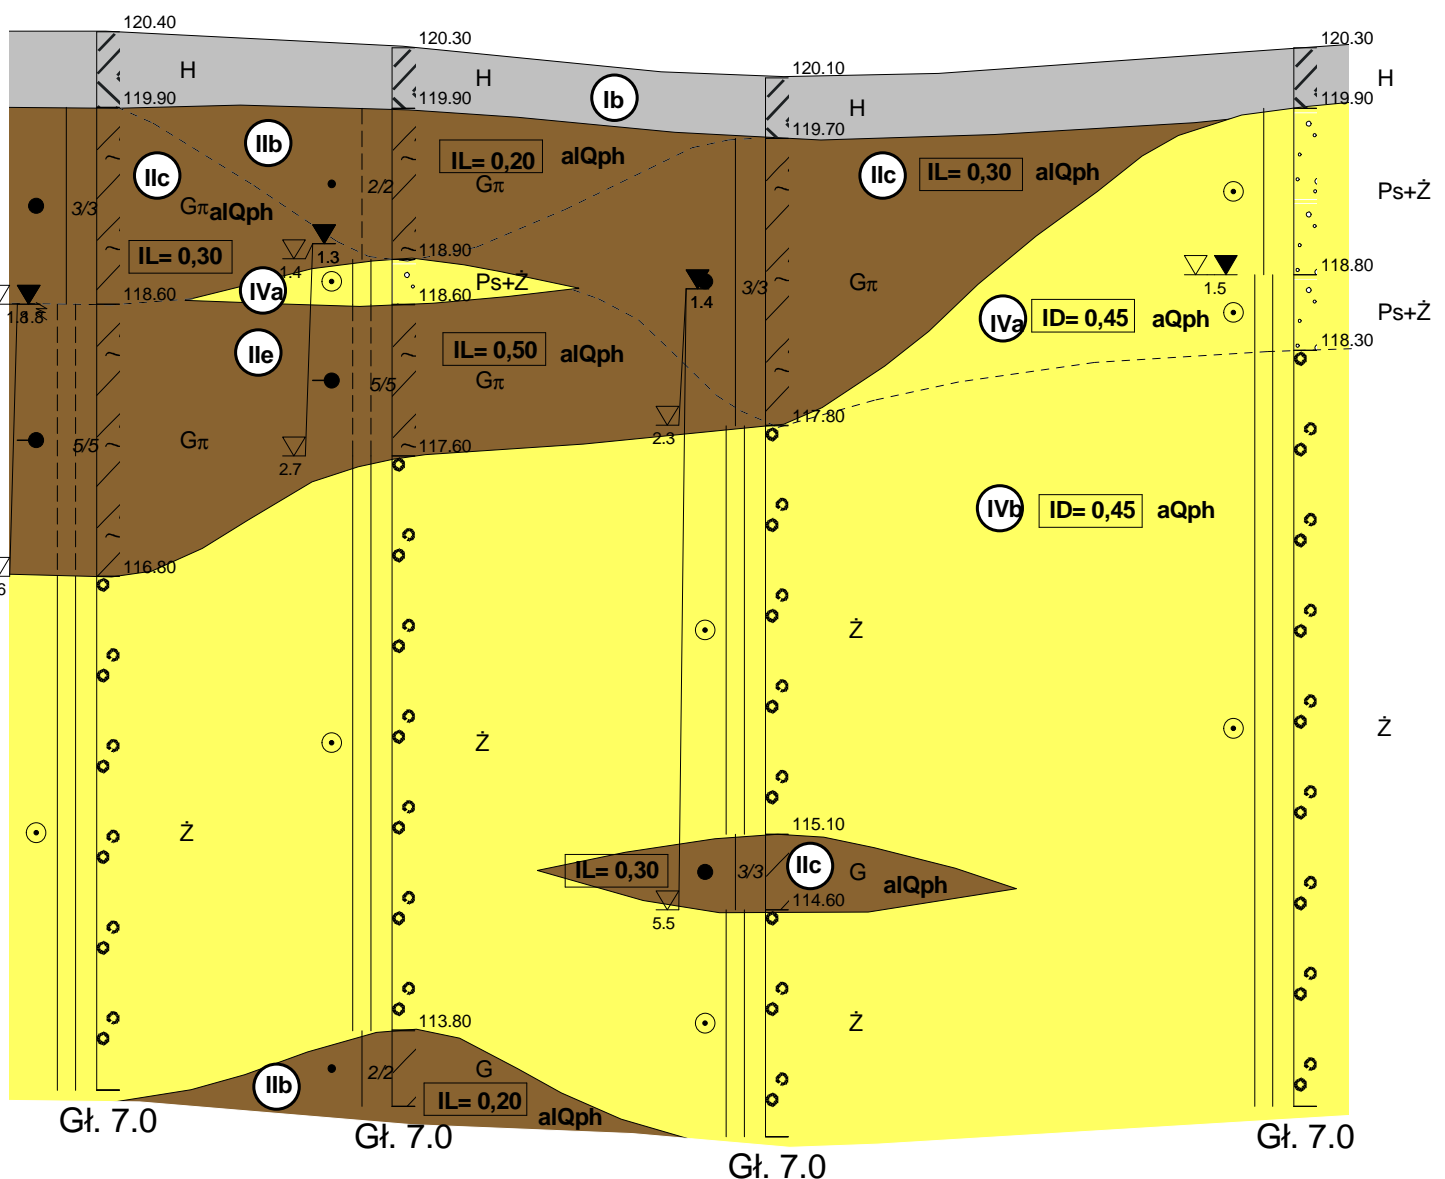 120.40
120.30
120.10
120.30
H
H
H
H
Ib
119.90
119.90
119.70
119.90
IIb
IL= 0,20
alQph
Gπ
2/2
IIc
IIc
IL= 0,30
alQph
Ps+Ż
3/3
Gπ
alQph
IL= 0,30
118.90
1.3
1.4
118.80
1.5
IVa
Ps+Ż
1.4
3/3
Gπ
118.60
118.60
IVa
ID= 0,45
aQph
Ps+Ż
118.30
IIe
IL= 0,50
alQph
Gπ
5/5
117.80
2.3
5/5
Gπ
2.7
117.60
IVb
ID= 0,45
aQph
116.80
Ż
Ż
Ż
Ż
115.10
IL= 0,30
3/3
IIc
G
alQph
114.60
5.5
113.80
Ż
IIb
2/2
G
IL= 0,20
alQph
Gł. 7.0
Gł. 7.0
Gł. 7.0
Gł. 7.0